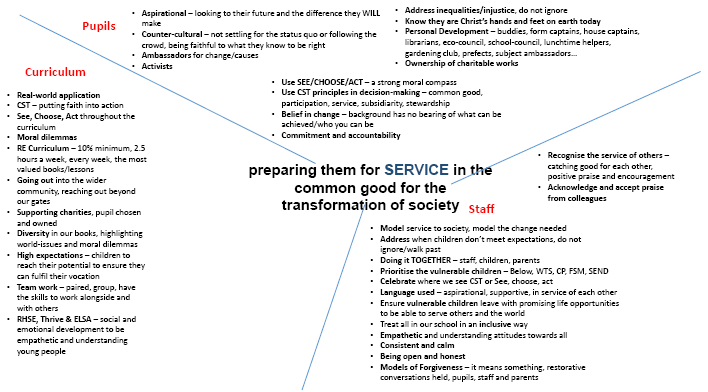 Pupils
• Aspirational – looking to their future and the difference they WILL
make
• Counter-cultural – not settling for the status quo or following the
crowd, being faithful to what they know to be right
• Ambassadors for change/causes
• Activists
• Address inequalities/injustice, do not ignore
• Know they are Christ's hands and feet on earth today
• Personal Development – buddies, form captains, house captains,
librarians, eco-council, school-council, lunchtime helpers,
gardening club, prefects, subject ambassadors...
• Ownership of charitable works
• Use SEE/CHOOSE/ACT – a strong moral compass
• Use CST principles in decision-making – common good,
participation, service, subsidiarity, stewardship
• Belief in change – background has no bearing of what can be
achieved/who you can be
• Commitment and accountability
Curriculum
• Real-world application
• CST – putting faith into action
• See, Choose, Act throughout the
curriculum
• Moral dilemmas
• RE Curriculum – 10% minimum, 2.5
hours a week, every week, the most
valued books/lessons
• Going out into the wider
community, reaching out beyond
our gates
• Supporting charities, pupil chosen
and owned
• Diversity in our books, highlighting
world-issues and moral dilemmas
• High expectations – children to
reach their potential to ensure they
can fulfil their vocation
• Team work – paired, group, have
the skills to work alongside and
with others
• RHSE, Thrive & ELSA – social and
emotional development to be
empathetic and understanding
young people
preparing them for SERVICE in the
common good for the
transformation of society
Staff
• Recognise the service of others –
catching good for each other,
positive praise and encouragement
• Acknowledge and accept praise
from colleagues
• Model service to society, model the change needed
• Address when children don't meet expectations, do not
ignore/walk past
• Doing it TOGETHER – staff, children, parents
• Prioritise the vulnerable children – Below, WTS, CP, FSM, SEND
• Celebrate where we see CST or See, choose, act
• Language used – aspirational, supportive, in service of each other
• Ensure vulnerable children leave with promising life opportunities
to be able to serve others and the world
• Treat all in our school in an inclusive way
• Empathetic and understanding attitudes towards all
• Consistent and calm
• Being open and honest
• Models of Forgiveness – it means something, restorative
conversations held, pupils, staff and parents